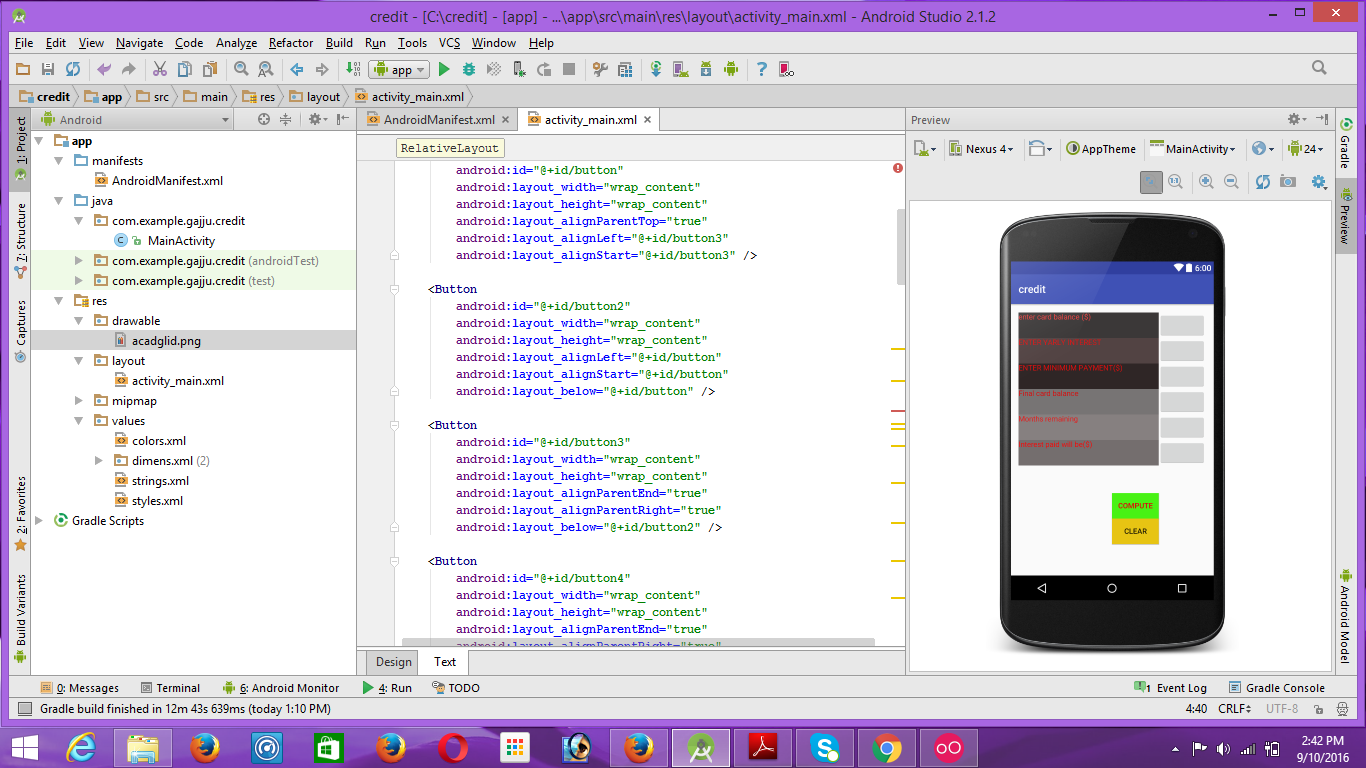 credit - [C:\credit] - [app] - ...\app\src\main\res\layout\activity_main.xml - Android Studio 2.1.2
File Edit View Navigate Code Analyze Refactor Build Run Tools VCS Window Help
app
credit app src main res layout activity_main.xml
1: Project
7: Structure
Captures
2: Favorites
Build Variants
Android
app
manifests
AndroidManifest.xml
java
com.example.gajju.credit
MainActivity
com.example.gajju.credit (androidTest)
com.example.gajju.credit (test)
res
drawable
acadglid.png
layout
activity_main.xml
mipmap
values
colors.xml
dimens.xml (2)
strings.xml
styles.xml
Gradle Scripts
AndroidManifest.xml activity_main.xml
RelativeLayout
android:id="@+id/button"
android:layout_width="wrap_content"
android:layout_height="wrap_content"
android:layout_alignParentTop="true"
android:layout_alignLeft="@+id/button3"
android:layout_alignStart="@+id/button3" />
<Button
android:id="@+id/button2"
android:layout_width="wrap_content"
android:layout_height="wrap_content"
android:layout_alignLeft="@+id/button"
android:layout_alignStart="@+id/button"
android:layout_below="@+id/button" />
<Button
android:id="@+id/button3"
android:layout_width="wrap_content"
android:layout_height="wrap_content"
android:layout_alignParentEnd="true"
android:layout_alignParentRight="true"
android:layout_below="@+id/button2" />
<Button
android:id="@+id/button4"
android:layout_width="wrap_content"
android:layout_height="wrap_content"
android:layout_alignParentEnd="true"
android:layout_alignParentRight="true"
Design Text
Preview
Nexus 4 AppTheme MainActivity 24
1:1
6:00
credit
Enter card balance ($)
ENTER MINIMUM PAYMENT($)
Final card balance
Months remaining
Interest paid will be($)
COMPUTE
CLEAR
Gradle
Preview
Android Model
0: Messages Terminal 6: Android Monitor 4: Run TODO 1 Event Log Gradle Console
Gradle build finished in 12m 43s 639ms (today 1:10 PM) 4:40 CRLF UTF-8
2:42 PM
9/10/2016